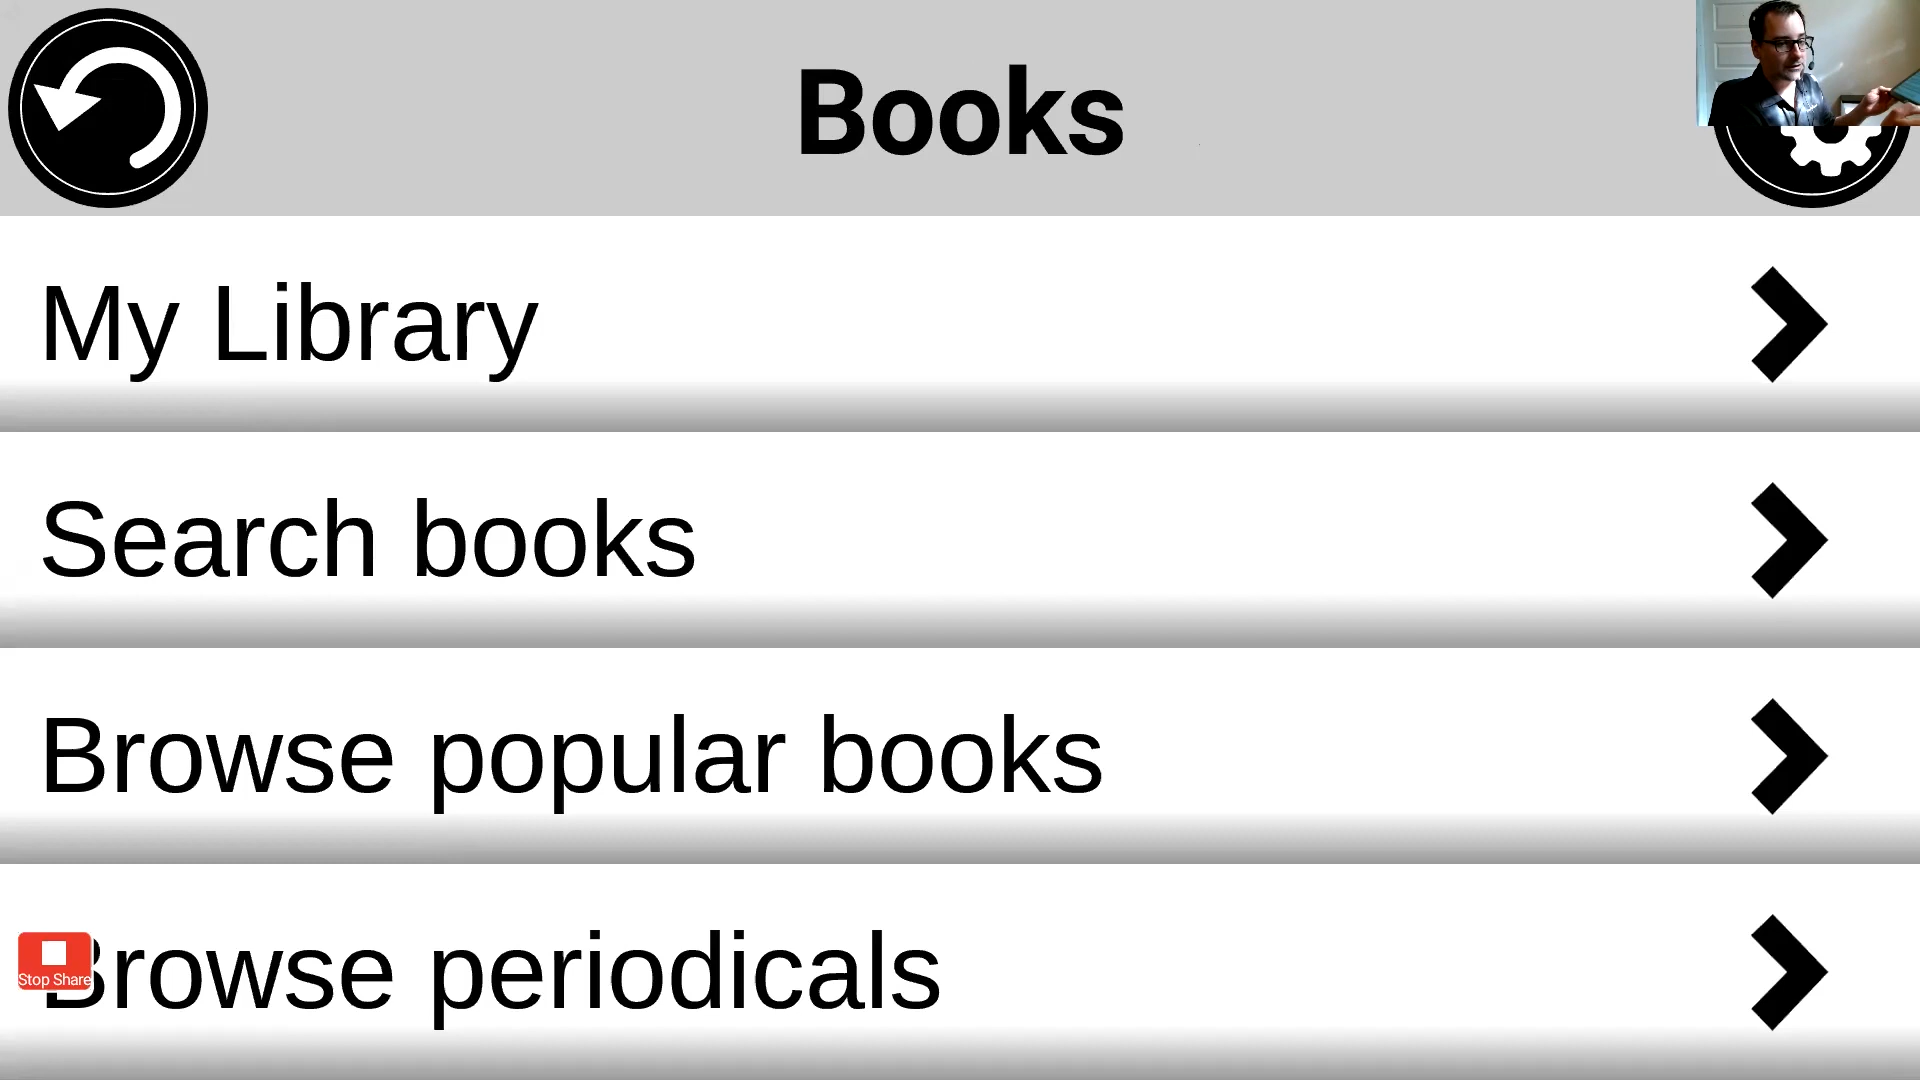 Books
My Library
Search books
Browse popular books
Browse periodicals
Stop Share